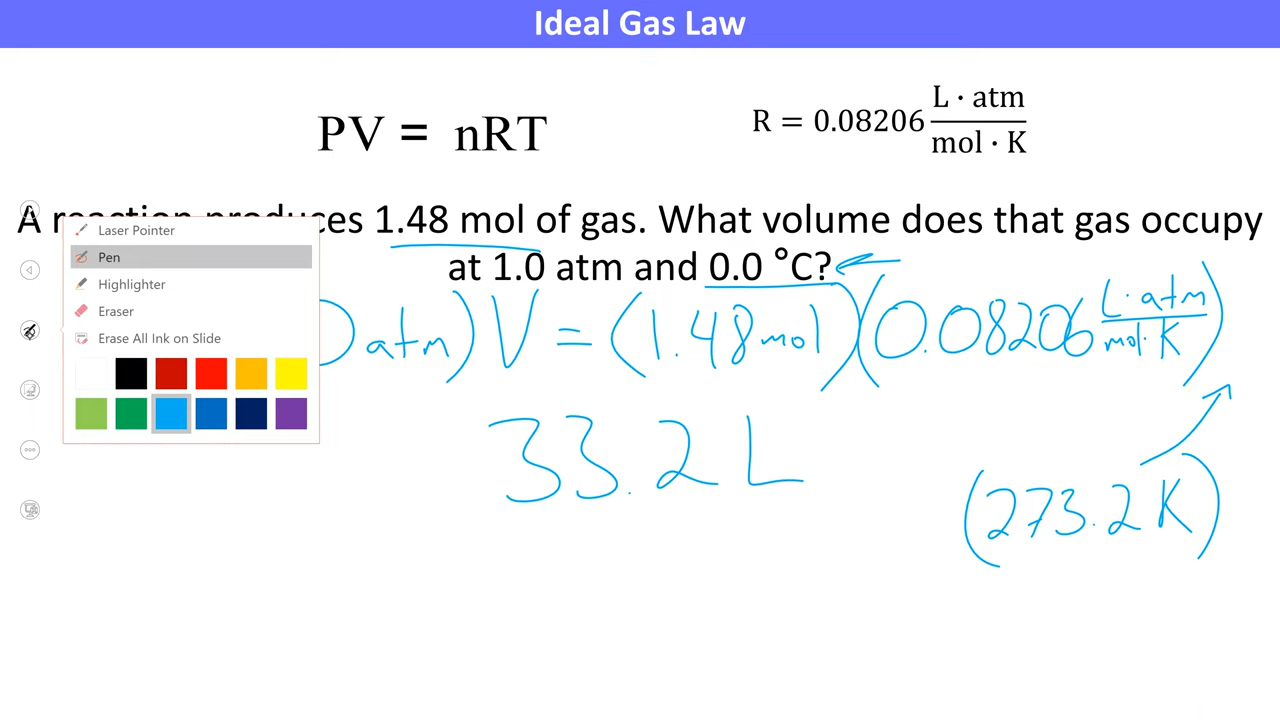 Ideal Gas Law
PV = nRT
R = 0.08206 L · atm / mol · K
A reaction produces 1.48 mol of gas. What volume does that gas occupy
at 1.0 atm and 0.0 °C?
Laser Pointer
Pen
Highlighter
Eraser
Erase All Ink on Slide
atm) V = (1.48 mol)(0.08206 L · atm / mol · K)
33.2 L
(273.2 K)